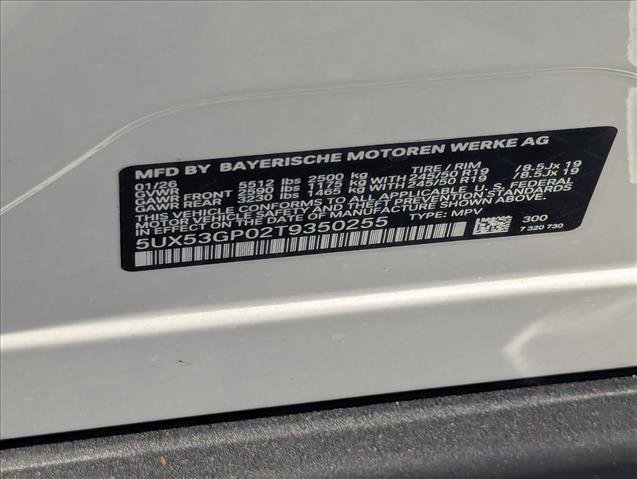 MFD BY BAYERISCHE MOTOREN WERKE AG
01/26 TIRE / RIM
GVWR 5512 lbs 2500 kg
GAWR FRONT 2590 lbs 1175 kg WITH 245/50 R19 /8.5Jx 19
GAWR REAR 3230 lbs 1465 kg WITH 245/50 R19 /8.5Jx 19
THIS VEHICLE CONFORMS TO ALL APPLICABLE U. S. FEDERAL
MOTOR VEHICLE SAFETY AND THEFT PREVENTION STANDARDS
IN EFFECT ON THE DATE OF MANUFACTURE SHOWN ABOVE.
5UX53GP02T9350255 TYPE: MPV
300
7 320 730